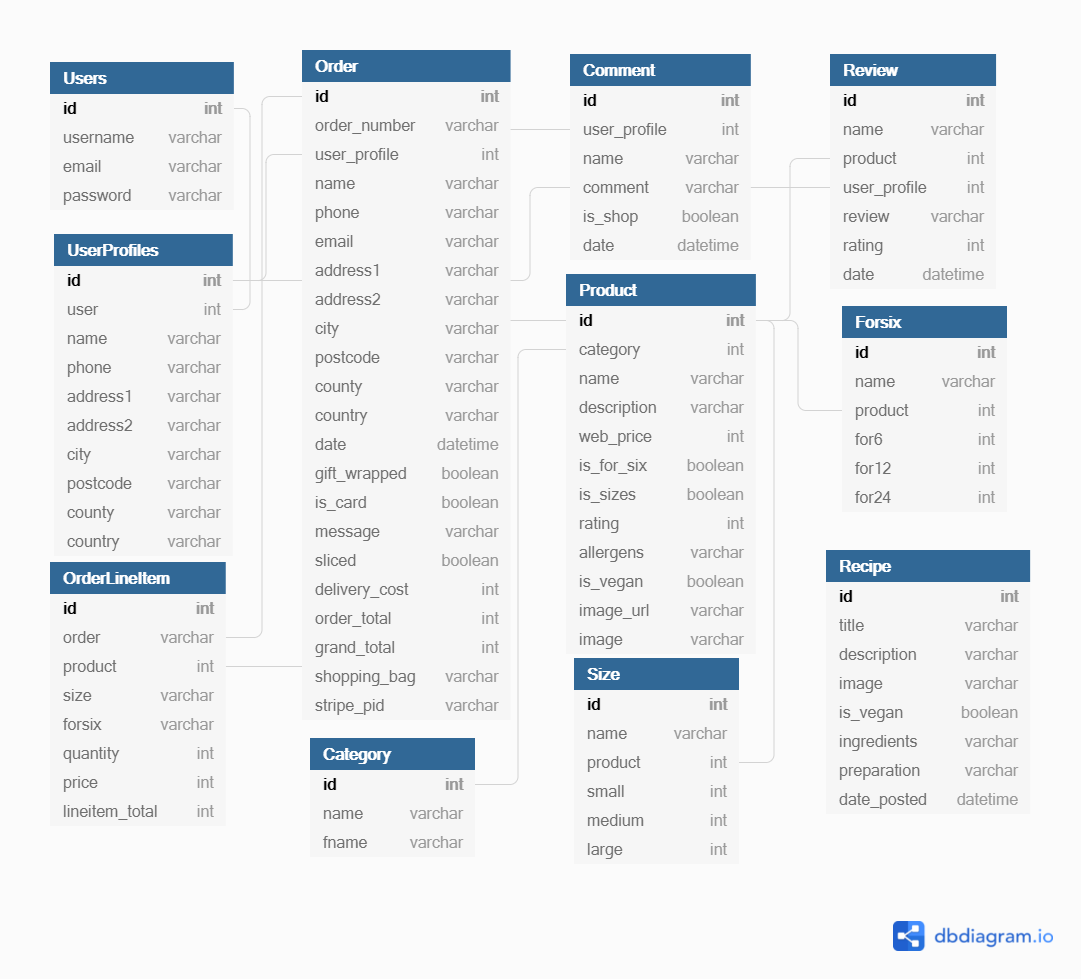 Users
id int
username varchar
email varchar
password varchar
UserProfiles
id int
user int
name varchar
phone varchar
address1 varchar
address2 varchar
city varchar
postcode varchar
county varchar
country varchar
OrderLineItem
id int
order varchar
product int
size varchar
forsix varchar
quantity int
price int
lineitem_total int
Order
id int
order_number varchar
user_profile int
name varchar
phone varchar
email varchar
address1 varchar
address2 varchar
city varchar
postcode varchar
county varchar
country varchar
date datetime
gift_wrapped boolean
is_card boolean
message varchar
sliced boolean
delivery_cost int
order_total int
grand_total int
shopping_bag varchar
stripe_pid varchar
Category
id int
name varchar
fname varchar
Comment
id int
user_profile int
name varchar
comment varchar
is_shop boolean
date datetime
Product
id int
category int
name varchar
description varchar
web_price int
is_for_six boolean
is_sizes boolean
rating int
allergens varchar
is_vegan boolean
image_url varchar
image varchar
Size
id int
name varchar
product int
small int
medium int
large int
Review
id int
name varchar
product int
user_profile int
review varchar
rating int
date datetime
Forsix
id int
name varchar
product int
for6 int
for12 int
for24 int
Recipe
id int
title varchar
description varchar
image varchar
is_vegan boolean
ingredients varchar
preparation varchar
date_posted datetime
dbdiagram.io